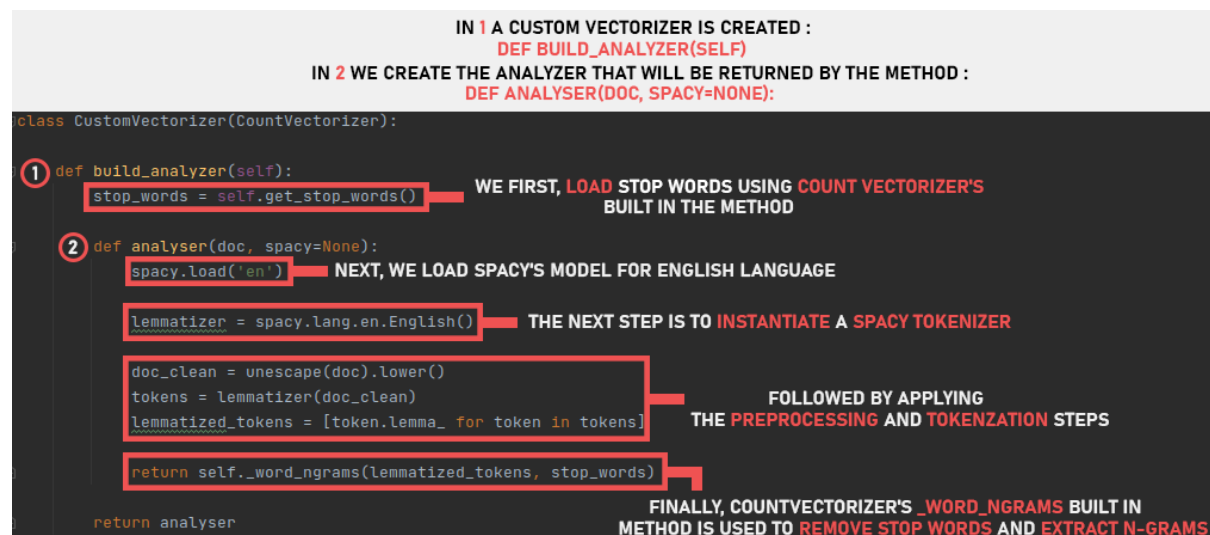 IN 1 A CUSTOM VECTORIZER IS CREATED :
DEF BUILD_ANALYZER(SELF)
IN 2 WE CREATE THE ANALYZER THAT WILL BE RETURNED BY THE METHOD :
DEF ANALYSER(DOC, SPACY=NONE):
class CustomVectorizer(CountVectorizer):
1 def build_analyzer(self):
stop_words = self.get_stop_words()
WE FIRST, LOAD STOP WORDS USING COUNT VECTORIZER'S
BUILT IN THE METHOD
2 def analyser(doc, spacy=None):
spacy.load('en')
NEXT, WE LOAD SPACY'S MODEL FOR ENGLISH LANGUAGE
lemmatizer = spacy.lang.en.English()
THE NEXT STEP IS TO INSTANTIATE A SPACY TOKENIZER
doc_clean = unescape(doc).lower()
tokens = lemmatizer(doc_clean)
lemmatized_tokens = [token.lemma_ for token in tokens]
FOLLOWED BY APPLYING
THE PREPROCESSING AND TOKENZATION STEPS
return self._word_ngrams(lemmatized_tokens, stop_words)
FINALLY, COUNTVECTORIZER'S _WORD_NGRAMS BUILT IN
METHOD IS USED TO REMOVE STOP WORDS AND EXTRACT N-GRAMS
return analyser